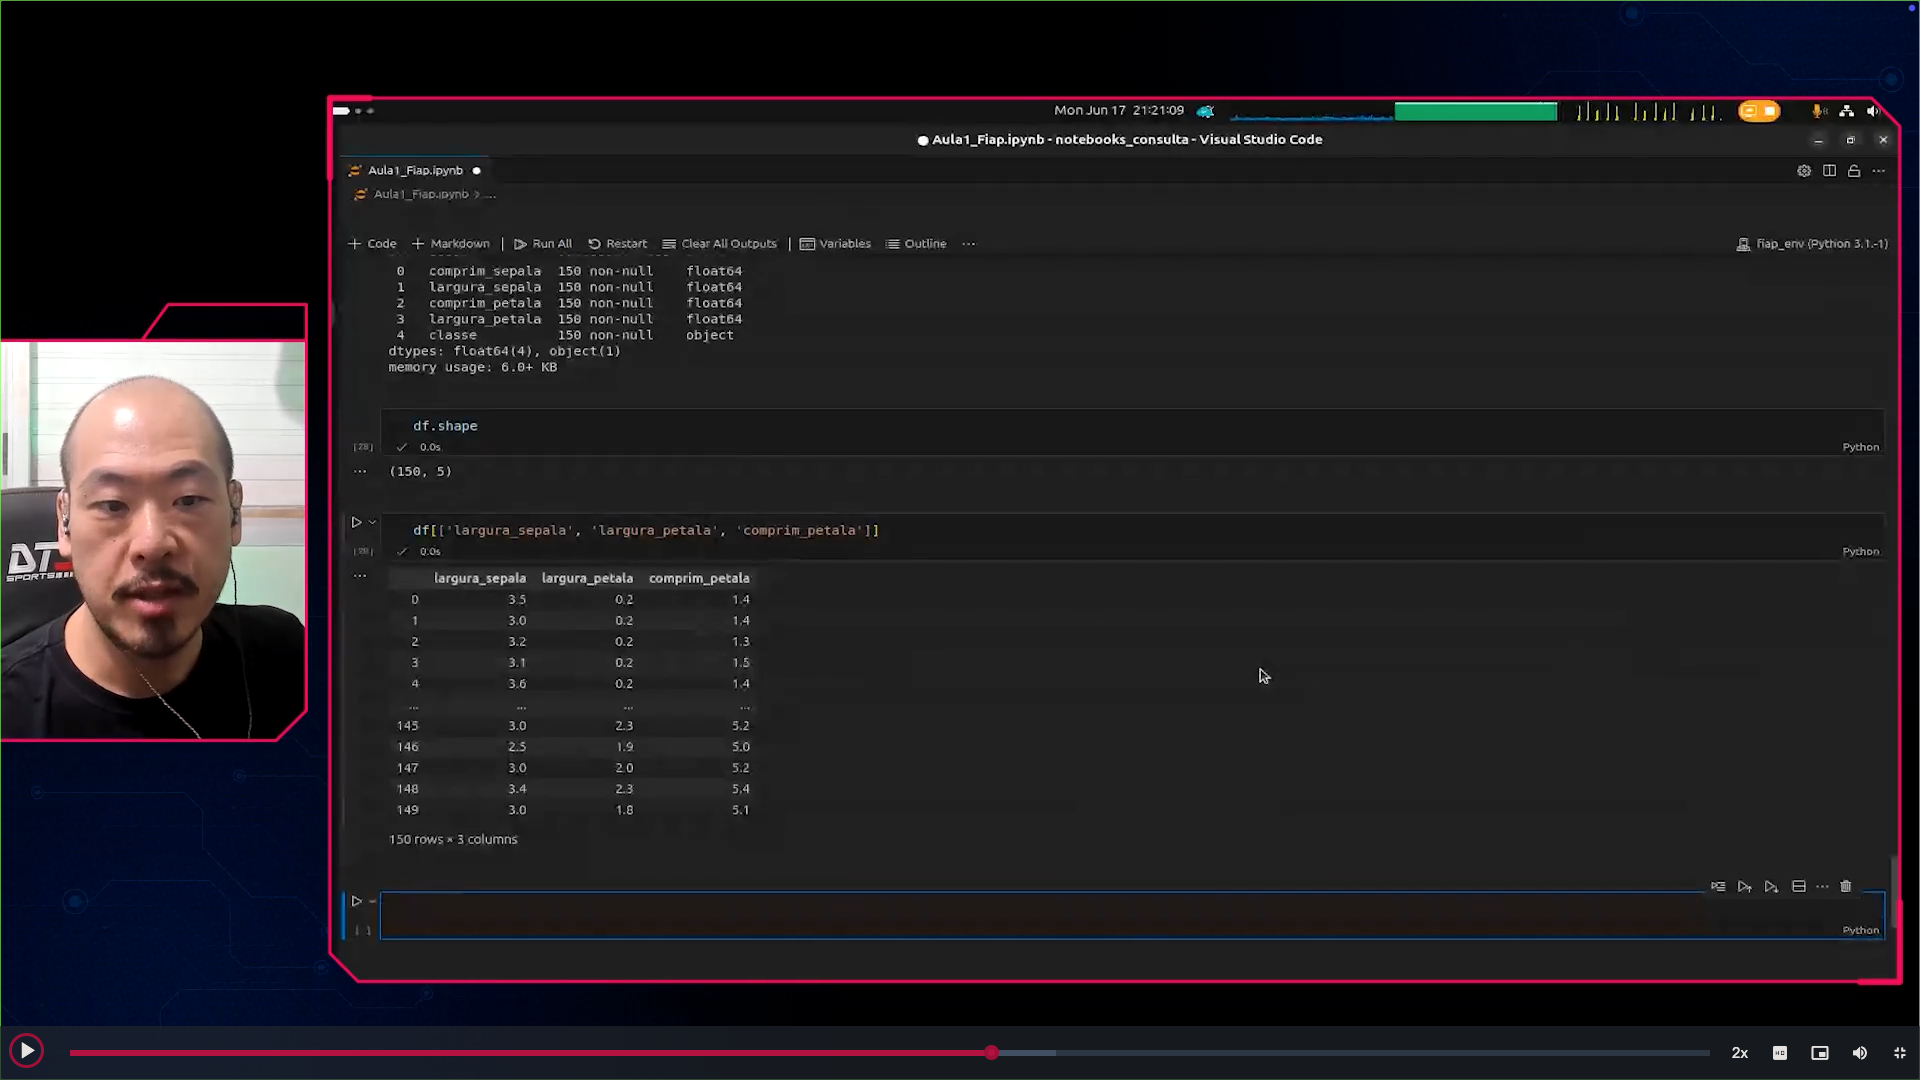 Mon Jun 17 21:21:09
Aula1_Fiap.ipynb - notebooks_consulta - Visual Studio Code
Aula1_Fiap.ipynb
Aula1_Fiap.ipynb > ...
+ Code + Markdown | Run All Restart Clear All Outputs | Variables Outline ...
fiap_env (Python 3.1.-1)
0 comprim_sepala 150 non-null float64
1 largura_sepala 150 non-null float64
2 comprim_petala 150 non-null float64
3 largura_petala 150 non-null float64
4 classe 150 non-null object
dtypes: float64(4), object(1)
memory usage: 6.0+ KB
df.shape
[28] 0.0s Python
... (150, 5)
df[['largura_sepala', 'largura_petala', 'comprim_petala']]
0.0s Python
...
largura_sepala largura_petala comprim_petala
0 3.5 0.2 1.4
1 3.0 0.2 1.4
2 3.2 0.2 1.3
3 3.1 0.2 1.5
4 3.6 0.2 1.4
... ... ... ...
145 3.0 2.3 5.2
146 2.5 1.9 5.0
147 3.0 2.0 5.2
148 3.4 2.3 5.4
149 3.0 1.8 5.1
150 rows × 3 columns
[ ] Python
SPORTS
2x
HD